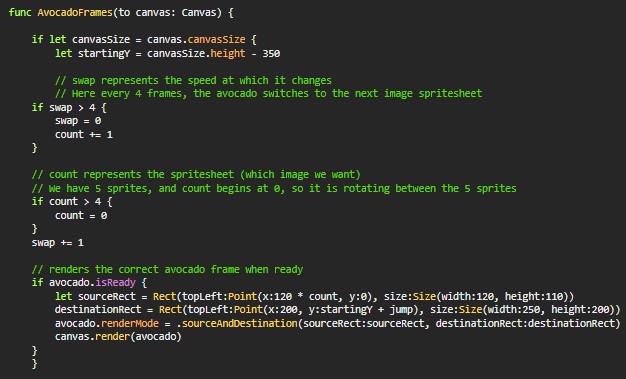 func AvocadoFrames(to canvas: Canvas) {
if let canvasSize = canvas.canvasSize {
let startingY = canvasSize.height - 350
// swap represents the speed at which it changes
// Here every 4 frames, the avocado switches to the next image spritesheet
if swap > 4 {
swap = 0
count += 1
}
// count represents the spritesheet (which image we want)
// We have 5 sprites, and count begins at 0, so it is rotating between the 5 sprites
if count > 4 {
count = 0
}
swap += 1
// renders the correct avocado frame when ready
if avocado.isReady {
let sourceRect = Rect(topLeft:Point(x:120 * count, y:0), size:Size(width:120, height:110))
destinationRect = Rect(topLeft:Point(x:200, y:startingY + jump), size:Size(width:250, height:200))
avocado.renderMode = .sourceAndDestination(sourceRect:sourceRect, destinationRect:destinationRect)
canvas.render(avocado)
}
}